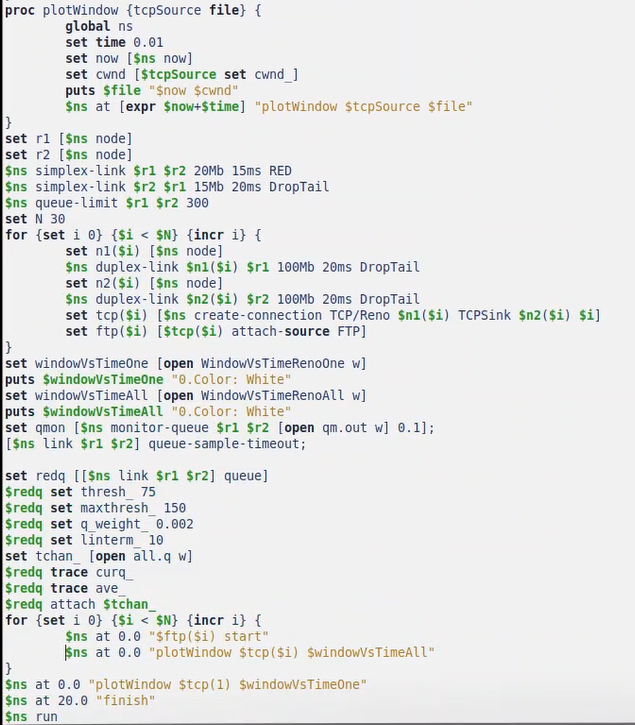 proc plotWindow {tcpSource file} {
        global ns
        set time 0.01
        set now [$ns now]
        set cwnd [$tcpSource set cwnd_]
        puts $file "$now $cwnd"
        $ns at [expr $now+$time] "plotWindow $tcpSource $file"
}
set r1 [$ns node]
set r2 [$ns node]
$ns simplex-link $r1 $r2 20Mb 15ms RED
$ns simplex-link $r2 $r1 15Mb 20ms DropTail
$ns queue-limit $r1 $r2 300
set N 30
for {set i 0} {$i < $N} {incr i} {
        set n1($i) [$ns node]
        $ns duplex-link $n1($i) $r1 100Mb 20ms DropTail
        set n2($i) [$ns node]
        $ns duplex-link $n2($i) $r2 100Mb 20ms DropTail
        set tcp($i) [$ns create-connection TCP/Reno $n1($i) TCPSink $n2($i) $i]
        set ftp($i) [$tcp($i) attach-source FTP]
}
set windowVsTimeOne [open WindowVsTimeRenoOne w]
puts $windowVsTimeOne "0.Color: White"
set windowVsTimeAll [open WindowVsTimeRenoAll w]
puts $windowVsTimeAll "0.Color: White"
set qmon [$ns monitor-queue $r1 $r2 [open qm.out w] 0.1];
[$ns link $r1 $r2] queue-sample-timeout;

set redq [[$ns link $r1 $r2] queue]
$redq set thresh_ 75
$redq set maxthresh_ 150
$redq set q_weight_ 0.002
$redq set linterm_ 10
set tchan_ [open all.q w]
$redq trace curq_
$redq trace ave_
$redq attach $tchan_
for {set i 0} {$i < $N} {incr i} {
        $ns at 0.0 "$ftp($i) start"
        $ns at 0.0 "plotWindow $tcp($i) $windowVsTimeAll"
}
$ns at 0.0 "plotWindow $tcp(1) $windowVsTimeOne"
$ns at 20.0 "finish"
$ns run